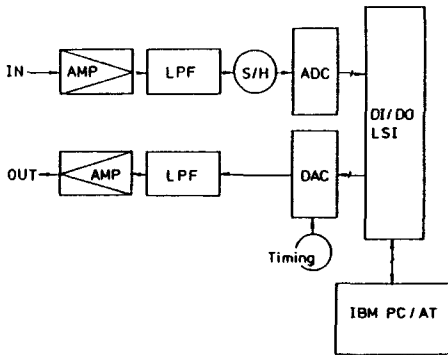 IN
AMP
LPF
S/H
ADC
DI/DO
LSI
OUT
AMP
LPF
DAC
Timing
IBM PC/AT